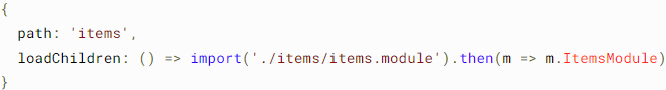 {
  path: 'items',
  loadChildren: () => import('./items/items.module').then(m => m.ItemsModule)
}